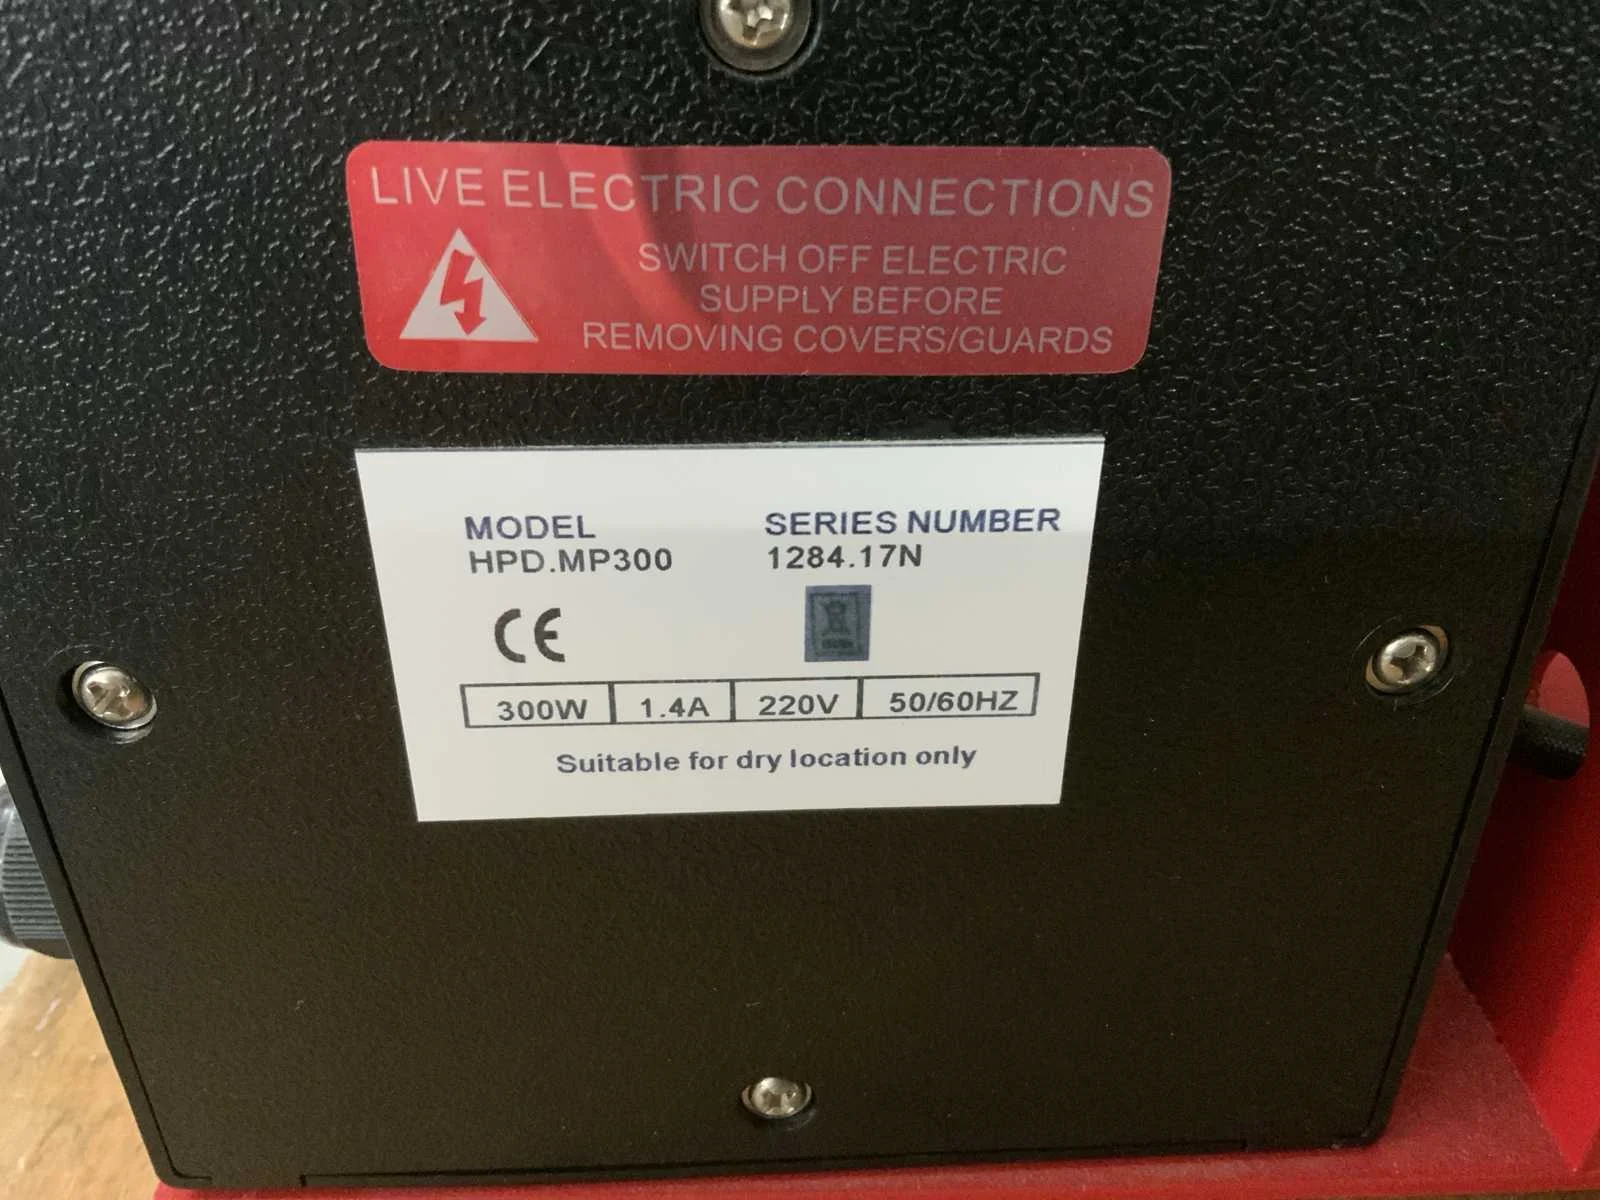 LIVE ELECTRIC CONNECTIONS
SWITCH OFF ELECTRIC
SUPPLY BEFORE
REMOVING COVERS/GUARDS
MODEL SERIES NUMBER
HPD.MP300 1284.17N
CE
300W 1.4A 220V 50/60HZ
Suitable for dry location only